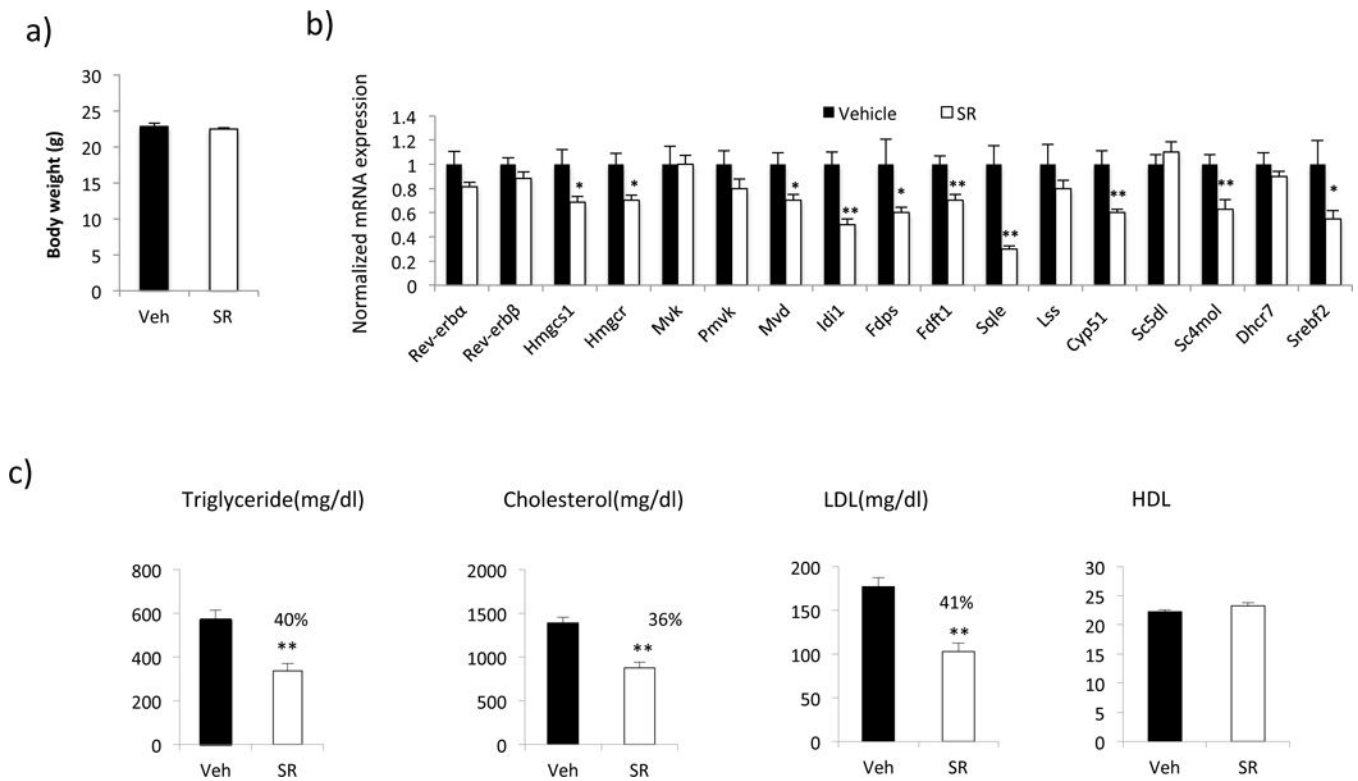 a)
Body weight (g)
30
25
20
15
10
5
0
Veh SR
b)
Normalized mRNA expression
Vehicle SR
1.4
1.2
1
0.8
0.6
0.4
0.2
0
* * * ** * ** ** ** ** *
Rev-erbα Rev-erbβ Hmgcs1 Hmgcr Mvk Pmvk Mvd Idi1 Fdps Fdft1 Sqle Lss Cyp51 Sc5dl Sc4mol Dhcr7 Srebf2
c)
Triglyceride(mg/dl)
800
600
400
200
0
40%
**
Veh SR
Cholesterol(mg/dl)
2000
1500
1000
500
0
36%
**
Veh SR
LDL(mg/dl)
200
150
100
50
0
41%
**
Veh SR
HDL
30
25
20
15
10
5
0
Veh SR